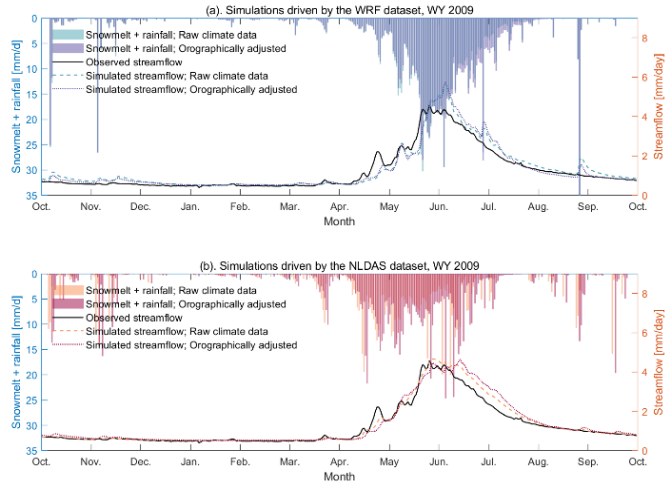 (a). Simulations driven by the WRF dataset, WY 2009
0
5
10
15
20
25
30
35
Snowmelt + rainfall [mm/d]
Snowmelt + rainfall; Raw climate data
Snowmelt + rainfall; Orographically adjusted
Observed streamflow
Simulated streamflow; Raw climate data
Simulated streamflow; Orographically adjusted
8
6
4
2
0
Streamflow [mm/day]
Oct. Nov. Dec. Jan. Feb. Mar. Apr. May Jun. Jul. Aug. Sep. Oct.
Month
(b). Simulations driven by the NLDAS dataset, WY 2009
0
5
10
15
20
25
30
35
Snowmelt + rainfall [mm/d]
Snowmelt + rainfall; Raw climate data
Snowmelt + rainfall; Orographically adjusted
Observed streamflow
Simulated streamflow; Raw climate data
Simulated streamflow; Orographically adjusted
8
6
4
2
0
Streamflow [mm/day]
Oct. Nov. Dec. Jan. Feb. Mar. Apr. May Jun. Jul. Aug. Sep. Oct.
Month